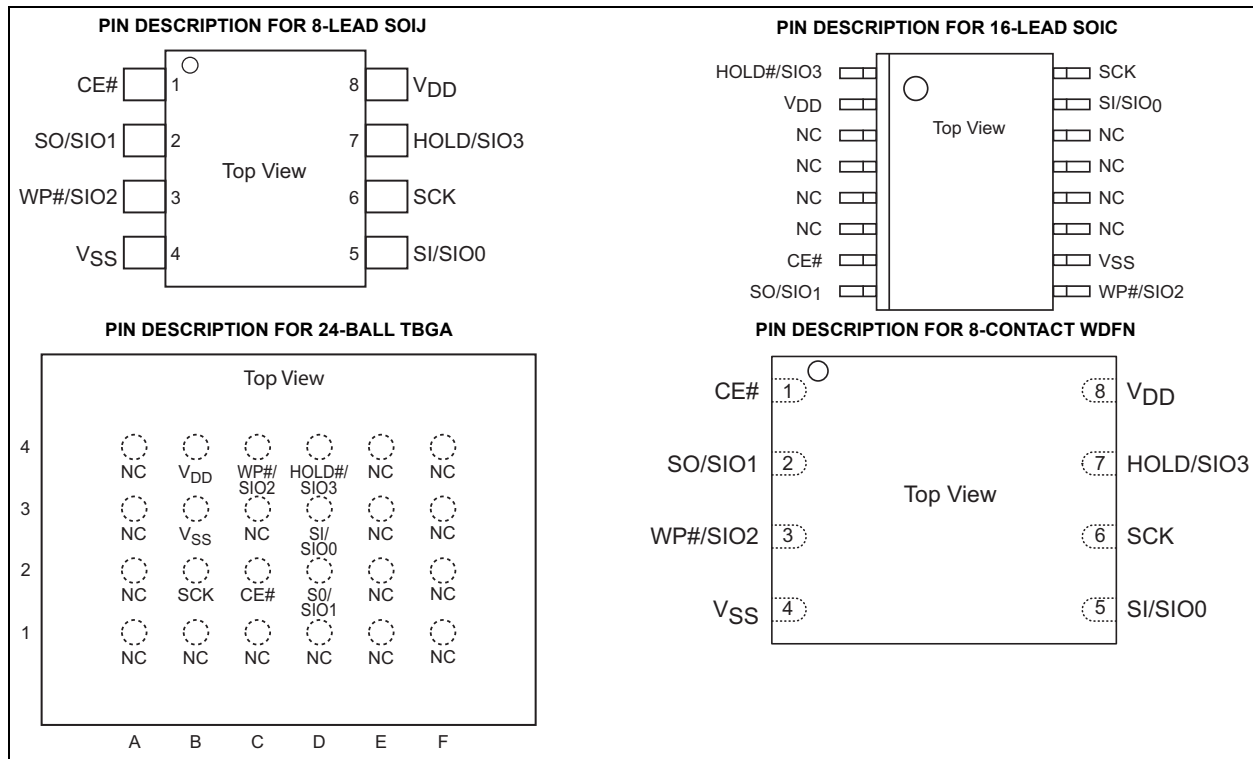 PIN DESCRIPTION FOR 8-LEAD SOIJ
CE# 1 8 VDD
SO/SIO1 2 7 HOLD/SIO3
Top View
WP#/SIO2 3 6 SCK
VSS 4 5 SI/SIO0
PIN DESCRIPTION FOR 16-LEAD SOIC
HOLD#/SIO3 SCK
VDD SI/SIO0
Top View
NC NC
NC NC
NC NC
NC NC
CE# VSS
SO/SIO1 WP#/SIO2
PIN DESCRIPTION FOR 24-BALL TBGA
Top View
4
NC VDD WP#/ HOLD#/ NC NC
SIO2 SIO3
3
NC VSS NC SI/ NC NC
SIO0
2
NC SCK CE# S0/ NC NC
SIO1
1
NC NC NC NC NC NC
A B C D E F
PIN DESCRIPTION FOR 8-CONTACT WDFN
CE# 1 8 VDD
SO/SIO1 2 7 HOLD/SIO3
Top View
WP#/SIO2 3 6 SCK
VSS 4 5 SI/SIO0